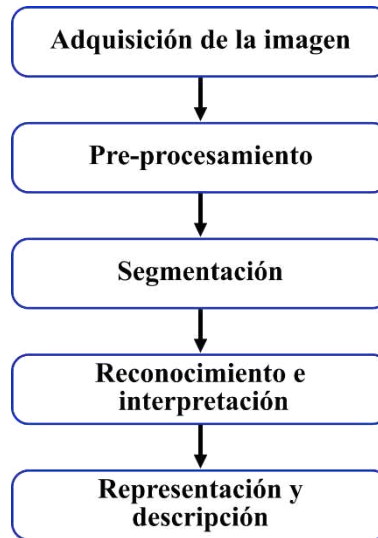 Adquisición de la imagen
Pre-procesamiento
Segmentación
Reconocimiento e
interpretación
Representación y
descripción